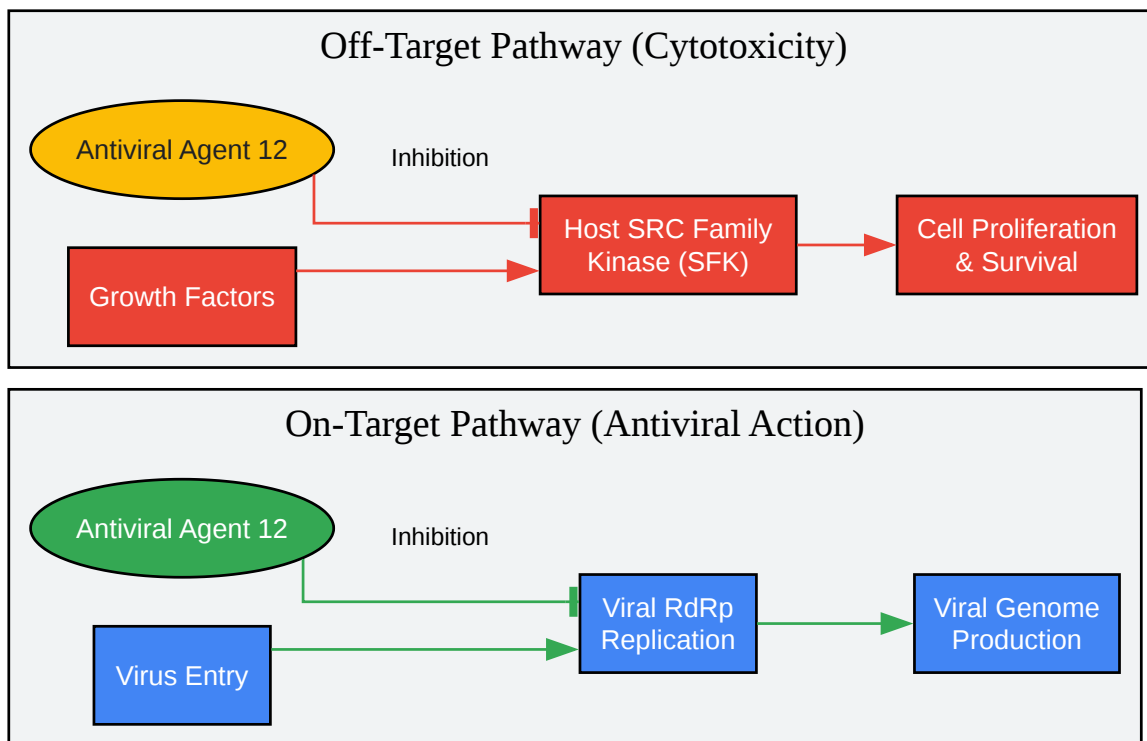 Off-Target Pathway (Cytotoxicity)
Antiviral Agent 12
Inhibition
Host SRC Family
Kinase (SFK)
Cell Proliferation
& Survival
Growth Factors
On-Target Pathway (Antiviral Action)
Antiviral Agent 12
Inhibition
Viral RdRp
Replication
Viral Genome
Production
Virus Entry